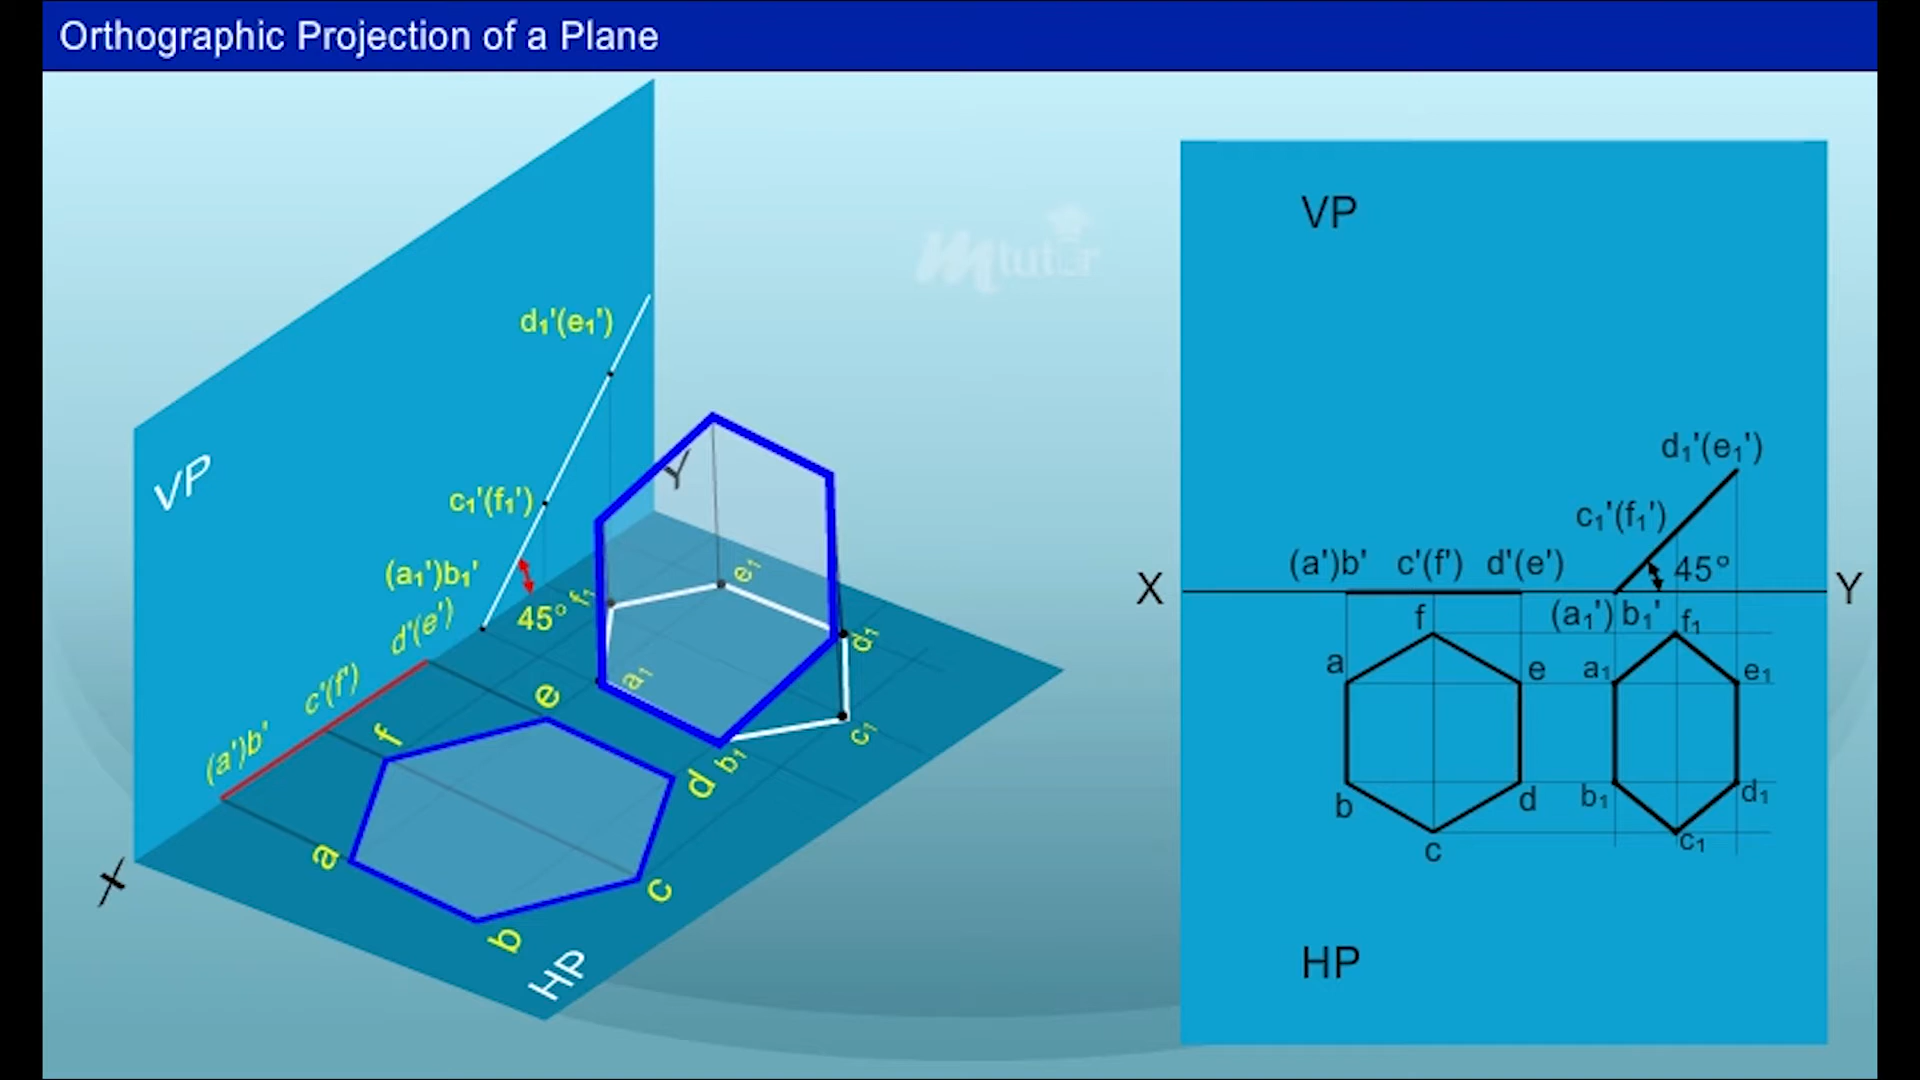 Orthographic Projection of a Plane
mtutor
VP
d₁'(e₁')
c₁'(f₁')
(a₁')b₁'
45°
d'(e')
c'(f')
(a')b'
Y
e₁
f₁
d₁
a₁
c₁
b₁
e
f
d
a
c
b
X
HP
VP
d₁'(e₁')
c₁'(f₁')
(a')b' c'(f') d'(e') 45°
X Y
(a₁') b₁'
f f₁
a e a₁ e₁
b d b₁ d₁
c c₁
HP